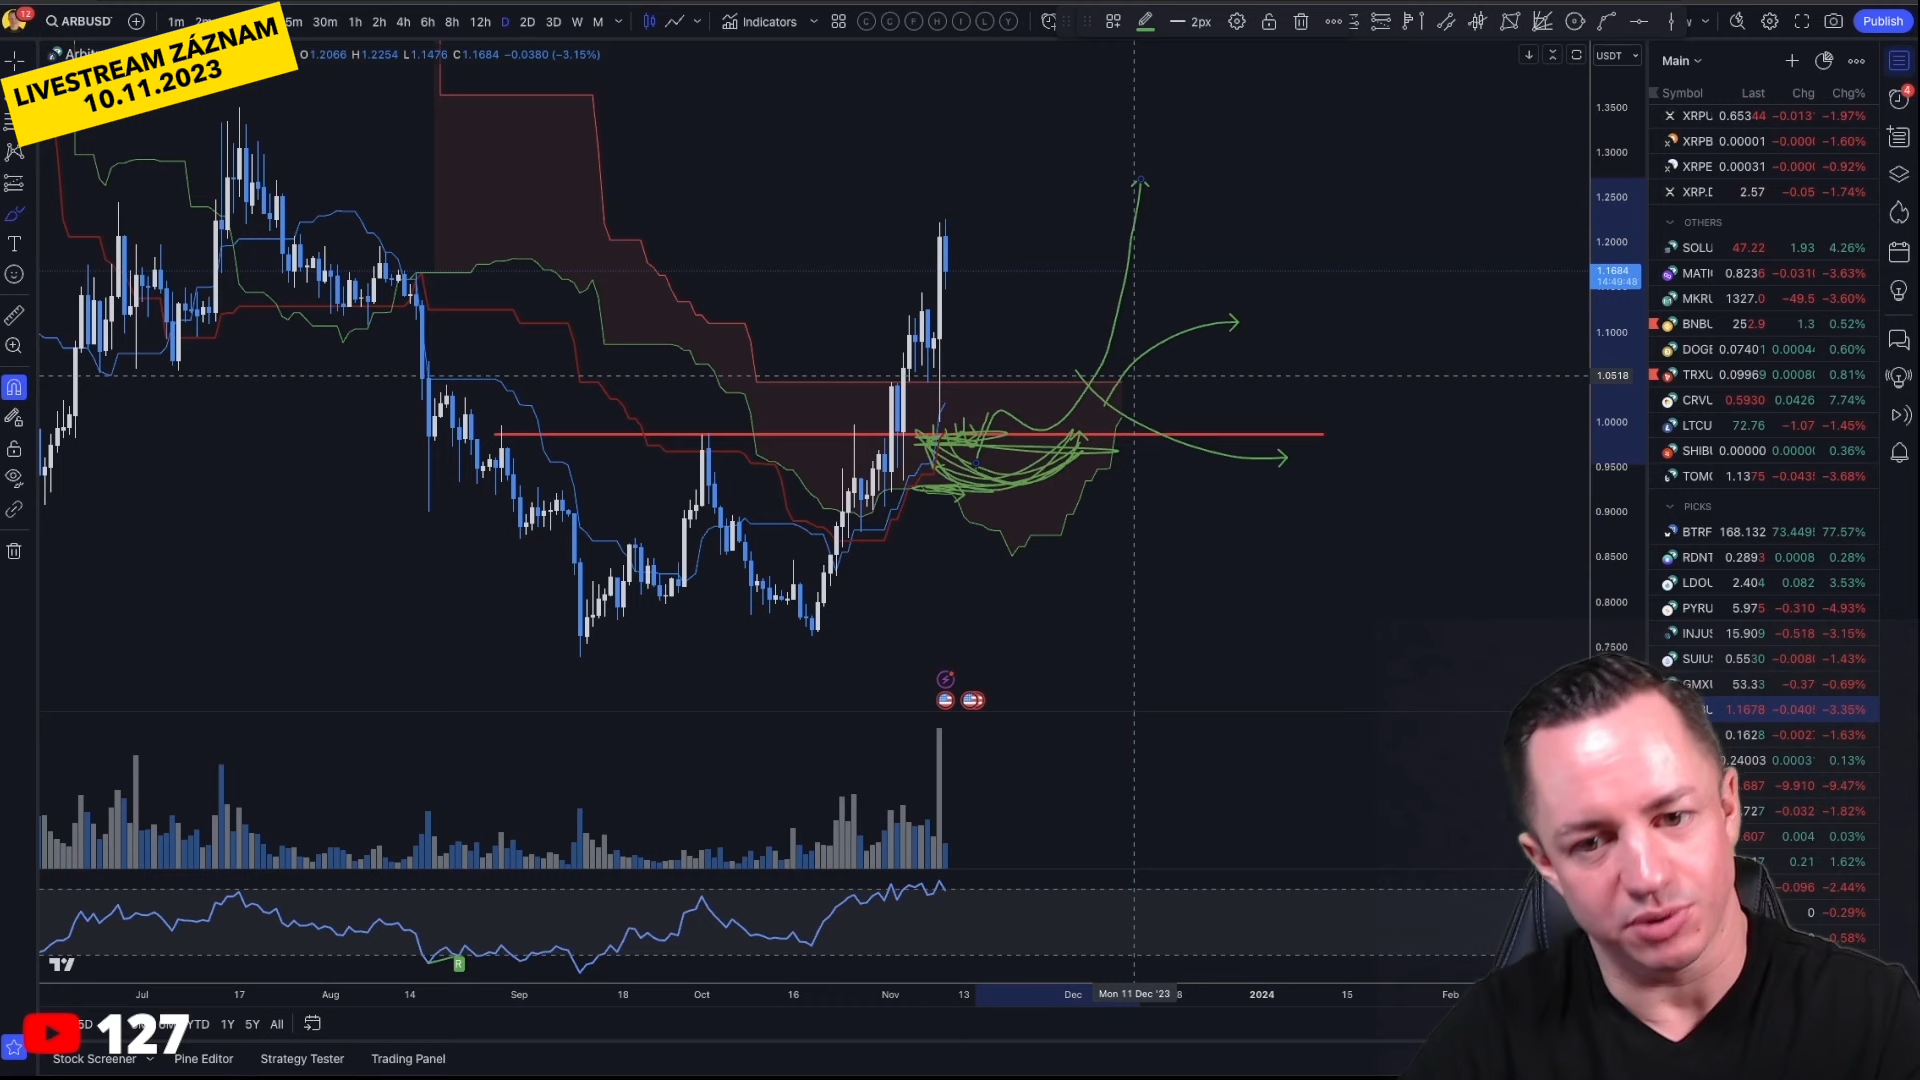 LIVESTREAM ZÁZNAM
10.11.2023
12
ARBUSD
1m
30m 1h 2h 4h 6h 8h 12h D 2D 3D W M
Indicators
2px
Publish
O1.2066 H1.2254 L1.1476 C1.1684 −0.0380 (−3.15%)
USDT
1.3500
1.3000
1.2500
1.2000
1.1684
14:49:48
1.1000
1.0518
1.0000
0.9500
0.9000
0.8500
0.8000
0.7500
Main
Symbol Last Chg Chg%
XRPU 0.65344 −1.97%
XRPB 0.00001 −1.60%
XRPE 0.00031 −0.92%
XRP.D 2.57 −0.05 −1.74%
OTHERS
SOLU 47.22 1.93 4.26%
MATI 0.8236 −3.63%
MKRU 1327.0 −49.5 −3.60%
BNBU 252.9 1.3 0.52%
DOGE 0.07401 0.60%
TRXU 0.09969 0.81%
CRVU 0.5930 0.0426 7.74%
LTCU 72.76 −1.07 −1.45%
SHIB 0.00000 0.36%
TOMO 1.1375 −3.68%
PICKS
BTRF 168.132 77.57%
RDNT 0.2893 0.0008 0.28%
LDOU 2.404 0.082 3.53%
PYRU 5.975 −0.310 −4.93%
INJUS 15.909 −0.518 −3.15%
SUIUS 0.5530 −1.43%
GMXU 53.33 −0.37 −0.69%
1.1678 −3.35%
0.1628 −1.63%
0.13%
−9.910 −9.47%
−0.032 −1.82%
0.004 0.03%
0.21 1.62%
−0.096 −2.44%
0 −0.29%
R
Jul 17 Aug 14 Sep 18 Oct 16 Nov 13 Dec Mon 11 Dec '23 2024 15 Feb
YTD 1Y 5Y All
127
Stock Screener Pine Editor Strategy Tester Trading Panel